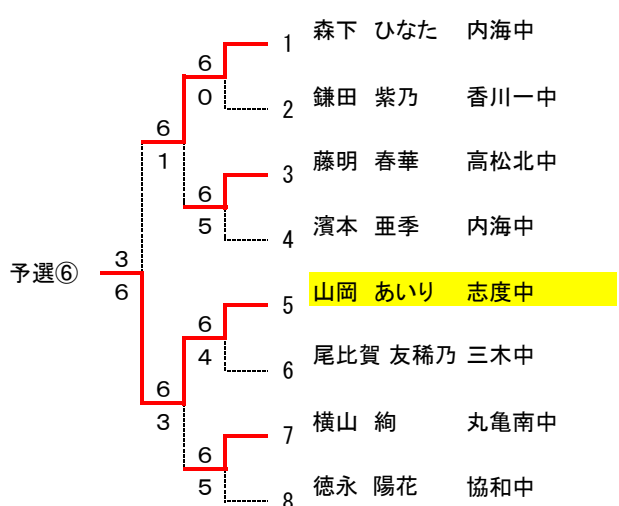 1 森下 ひなた 内海中
6
0
2 鎌田 紫乃 香川一中
6
1
3 藤明 春華 高松北中
6
5
4 濱本 亜季 内海中
予選⑥
3
6
5 山岡 あいり 志度中
6
4
6 尾比賀 友稀乃 三木中
6
3
7 横山 絢 丸亀南中
6
5
8 徳永 陽花 協和中